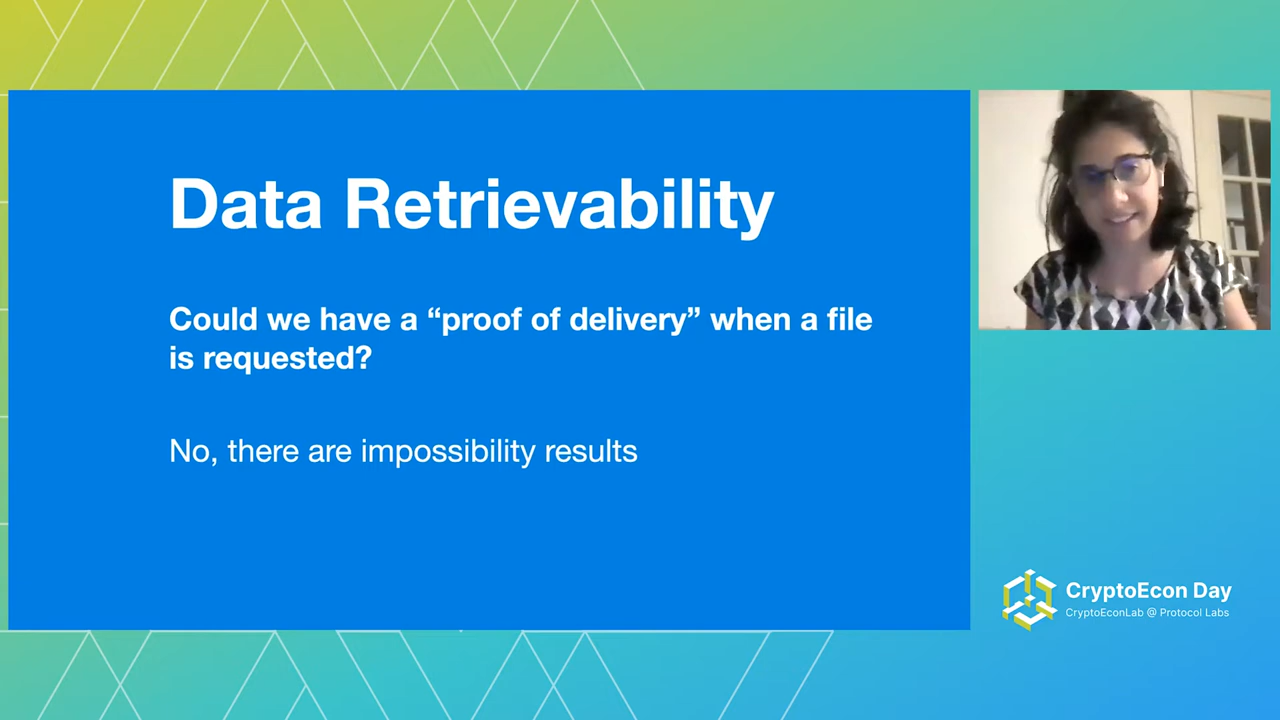 Data Retrievability
Could we have a “proof of delivery” when a file
is requested?
No, there are impossibility results
CryptoEcon Day
CryptoEconLab @ Protocol Labs